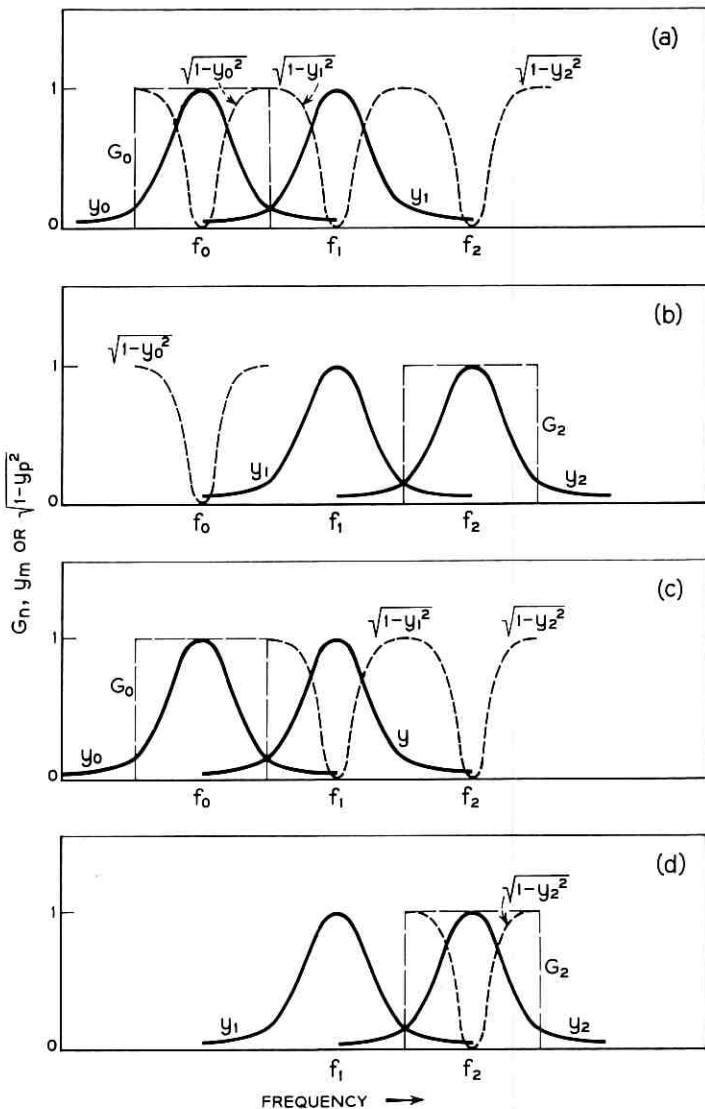 (a)
√1-y₀² √1-y₁² √1-y₂²
1
G₀
y₀ y₁
0
f₀ f₁ f₂
(b)
√1-y₀²
1
G₂
y₁ y₂
0
f₀ f₁ f₂
Gn, ym OR √1-yp²
(c)
√1-y₁² √1-y₂²
1
G₀
y₀ y
0
f₀ f₁ f₂
(d)
√1-y₂²
1
G₂
y₁ y₂
0
f₁ f₂
FREQUENCY →